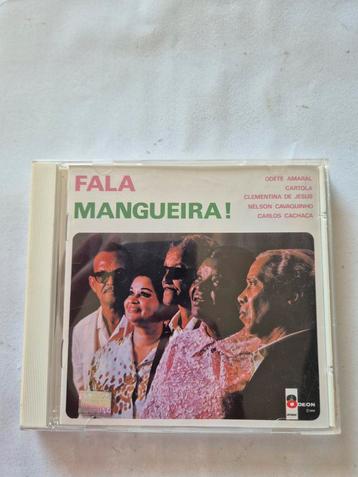 FALA
MANGUEIRA!
ODETE AMARAL
CARTOLA
CLEMENTINA DE JESUS
NELSON CAVAQUINHO
CARLOS CACHAÇA
ODEON